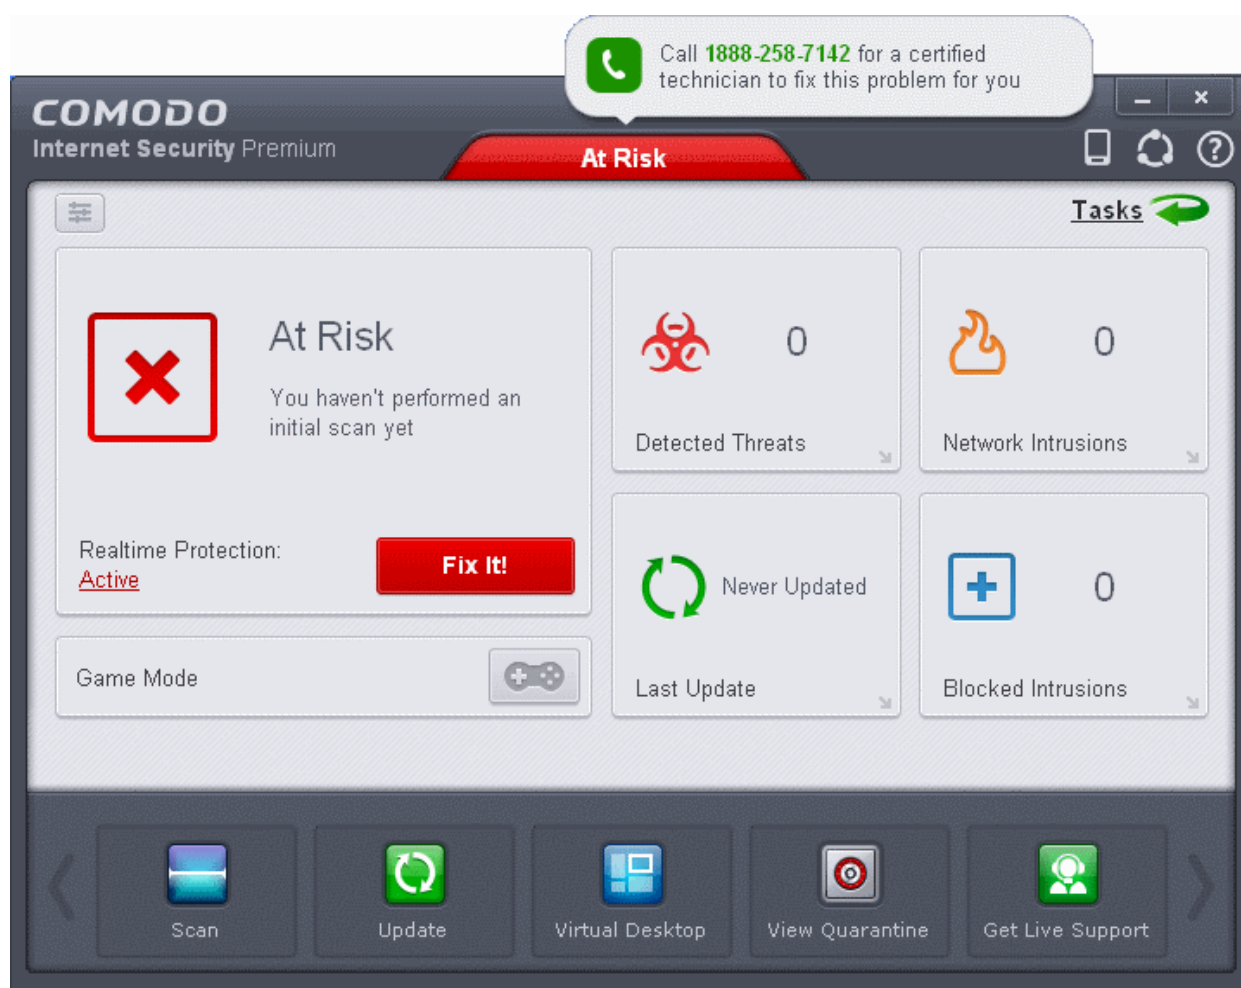 Call 1888-258-7142 for a certified
technician to fix this problem for you
COMODO
Internet Security Premium
At Risk
Tasks
At Risk
You haven't performed an
initial scan yet
Realtime Protection:
Active
Fix It!
Game Mode
0
Detected Threats
0
Network Intrusions
Never Updated
Last Update
0
Blocked Intrusions
Scan
Update
Virtual Desktop
View Quarantine
Get Live Support